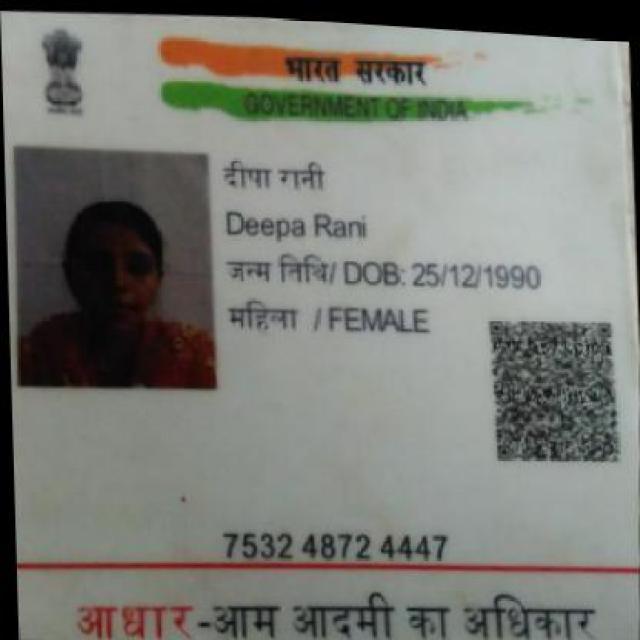 भारत सरकार
GOVERNMENT OF INDIA
दीपा रानी
Deepa Rani
जन्म तिथि/ DOB: 25/12/1990
महिला / FEMALE
7532 4872 4447
आधार-आम आदमी का अधिकार